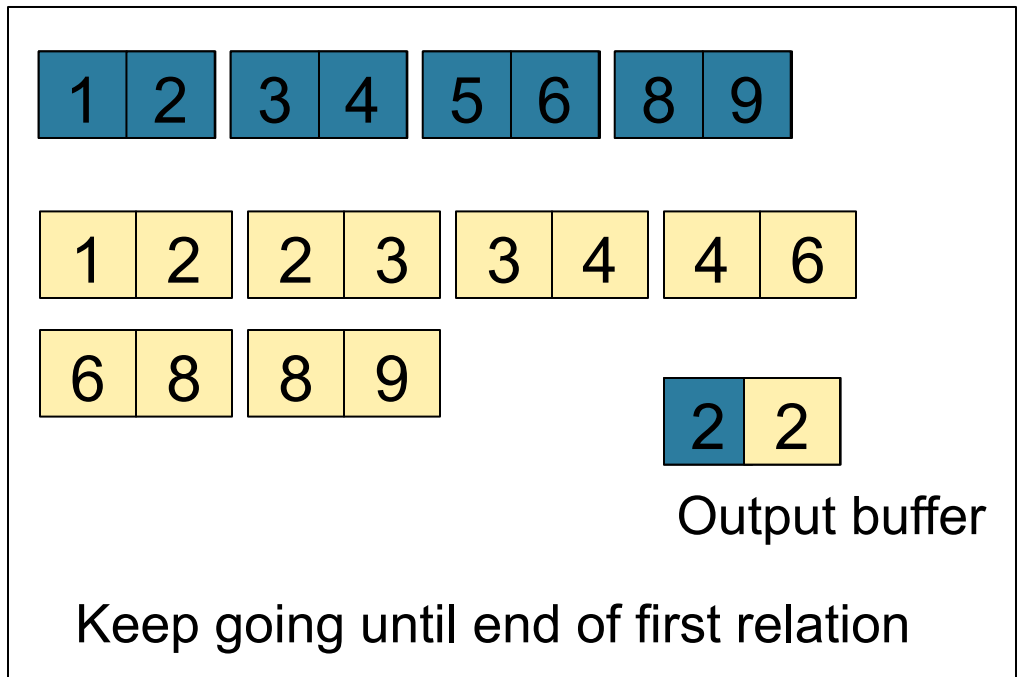 1 2 3 4 5 6 8 9
1 2 2 3 3 4 4 6
6 8 8 9
2 2
Output buffer
Keep going until end of first relation